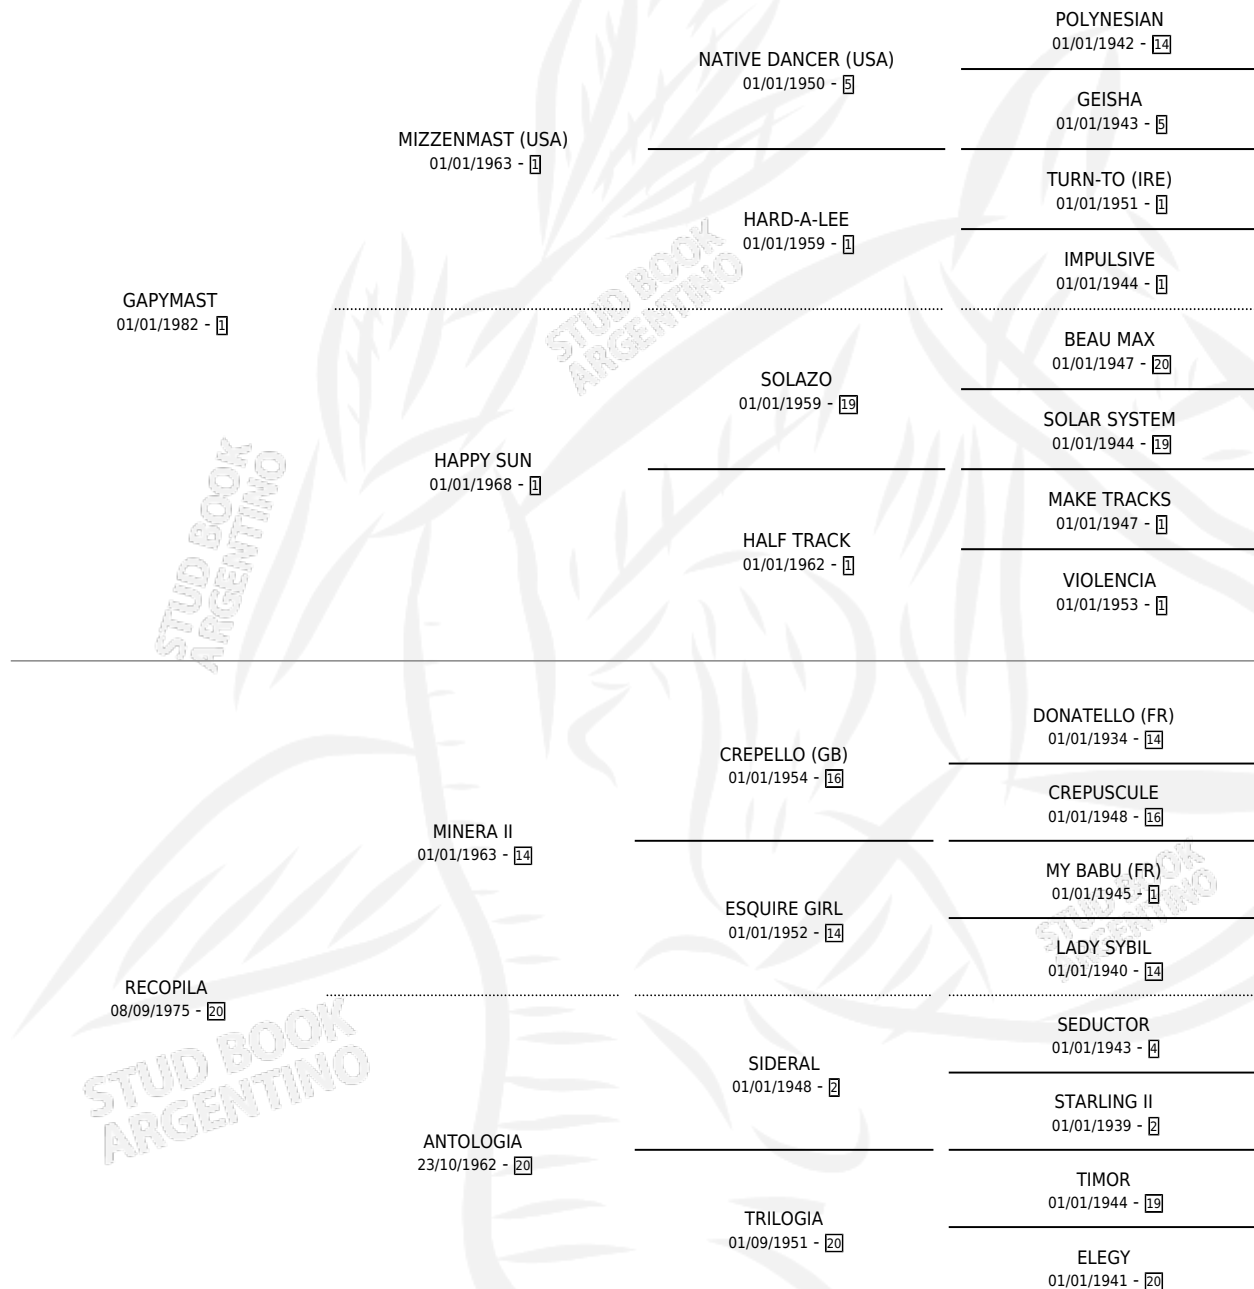 POLYNESIAN
01/01/1942 - 14
NATIVE DANCER (USA)
01/01/1950 - 5
GEISHA
01/01/1943 - 5
MIZZENMAST (USA)
01/01/1963 - 1
TURN-TO (IRE)
01/01/1951 - 1
HARD-A-LEE
01/01/1959 - 1
IMPULSIVE
01/01/1944 - 1
GAPYMAST
01/01/1982 - 1
BEAU MAX
01/01/1947 - 20
SOLAZO
01/01/1959 - 19
SOLAR SYSTEM
01/01/1944 - 19
HAPPY SUN
01/01/1968 - 1
MAKE TRACKS
01/01/1947 - 1
HALF TRACK
01/01/1962 - 1
VIOLENCIA
01/01/1953 - 1
DONATELLO (FR)
01/01/1934 - 14
CREPELLO (GB)
01/01/1954 - 16
CREPUSCULE
01/01/1948 - 16
MINERA II
01/01/1963 - 14
MY BABU (FR)
01/01/1945 - 1
ESQUIRE GIRL
01/01/1952 - 14
LADY SYBIL
01/01/1940 - 14
RECOPILA
08/09/1975 - 20
SEDUCTOR
01/01/1943 - 4
SIDERAL
01/01/1948 - 2
STARLING II
01/01/1939 - 2
ANTOLOGIA
23/10/1962 - 20
TIMOR
01/01/1944 - 19
TRILOGIA
01/09/1951 - 20
ELEGY
01/01/1941 - 20
STUD BOOK
ARGENTINO
STUD BOOK
ARGENTINO
STUD BOOK
ARGENTINO
STUD BOOK
ARGENTINO